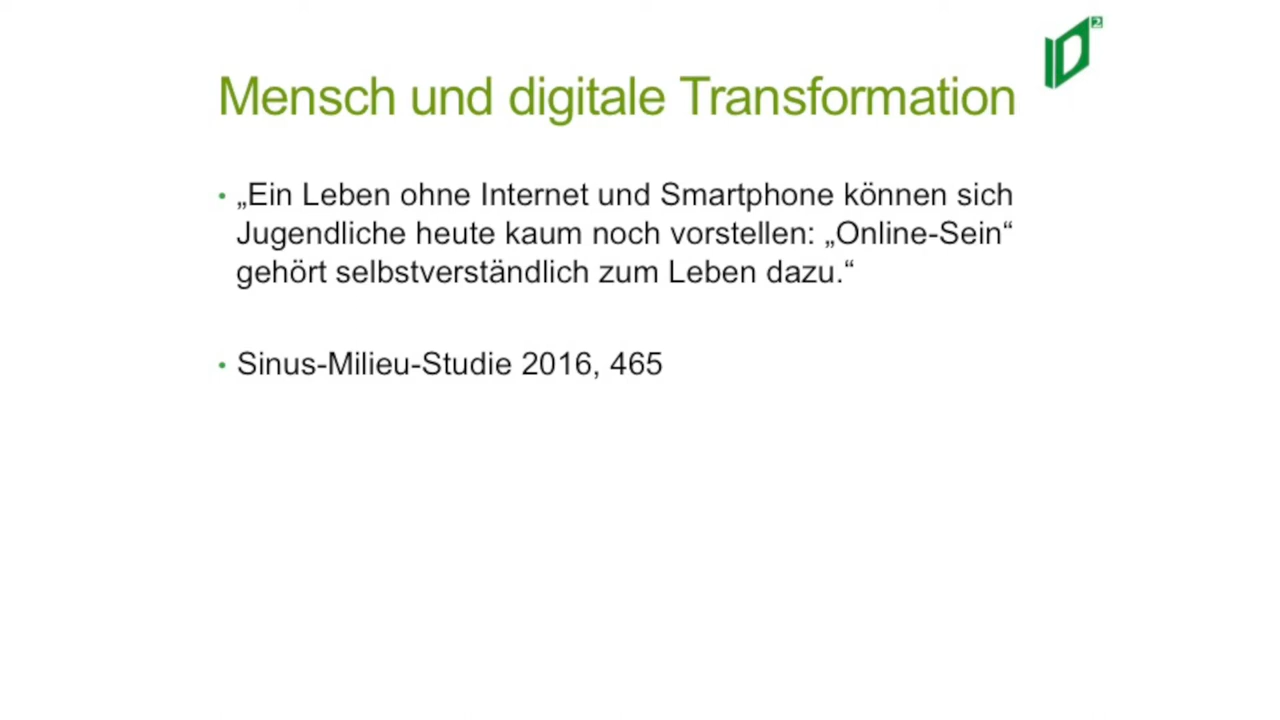 Mensch und digitale Transformation
ID²
• „Ein Leben ohne Internet und Smartphone können sich
Jugendliche heute kaum noch vorstellen: „Online-Sein“
gehört selbstverständlich zum Leben dazu.“
• Sinus-Milieu-Studie 2016, 465